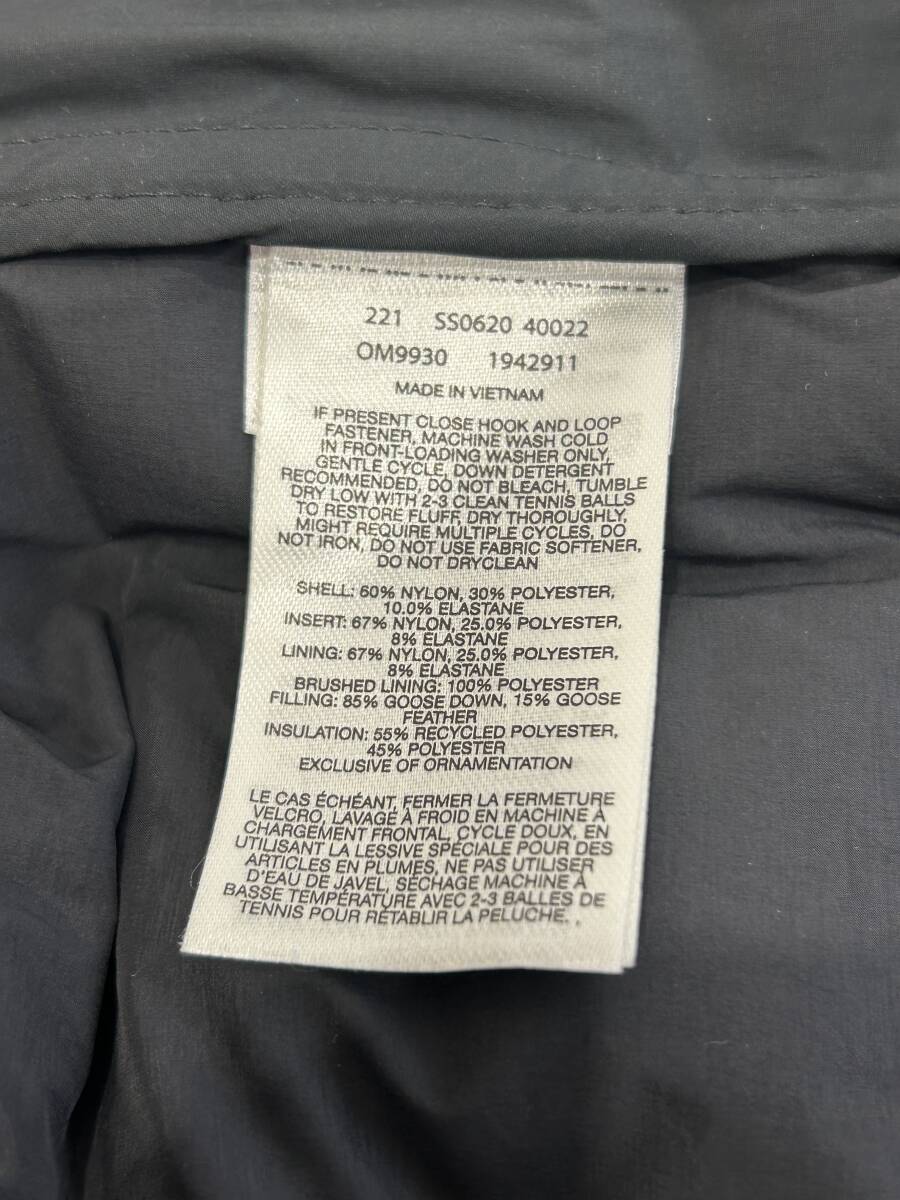 221 SS0620 40022
OM9930 1942911
MADE IN VIETNAM
IF PRESENT CLOSE HOOK AND LOOP
FASTENER, MACHINE WASH COLD
IN FRONT-LOADING WASHER ONLY,
GENTLE CYCLE, DOWN DETERGENT
RECOMMENDED, DO NOT BLEACH, TUMBLE
DRY LOW WITH 2-3 CLEAN TENNIS BALLS
TO RESTORE FLUFF, DRY THOROUGHLY,
MIGHT REQUIRE MULTIPLE CYCLES, DO
NOT IRON, DO NOT USE FABRIC SOFTENER,
DO NOT DRYCLEAN
SHELL: 60% NYLON, 30% POLYESTER,
10.0% ELASTANE
INSERT: 67% NYLON, 25.0% POLYESTER,
8% ELASTANE
LINING: 67% NYLON, 25.0% POLYESTER,
8% ELASTANE
BRUSHED LINING: 100% POLYESTER
FILLING: 85% GOOSE DOWN, 15% GOOSE
FEATHER
INSULATION: 55% RECYCLED POLYESTER,
45% POLYESTER
EXCLUSIVE OF ORNAMENTATION
LE CAS ÉCHÉANT, FERMER LA FERMETURE
VELCRO, LAVAGE À FROID EN MACHINE À
CHARGEMENT FRONTAL, CYCLE DOUX, EN
UTILISANT LA LESSIVE SPÉCIALE POUR DES
ARTICLES EN PLUMES, NE PAS UTILISER
D'EAU DE JAVEL, SÉCHAGE MACHINE À
BASSE TEMPÉRATURE AVEC 2-3 BALLES DE
TENNIS POUR RÉTABLIR LA PELUCHE. ,